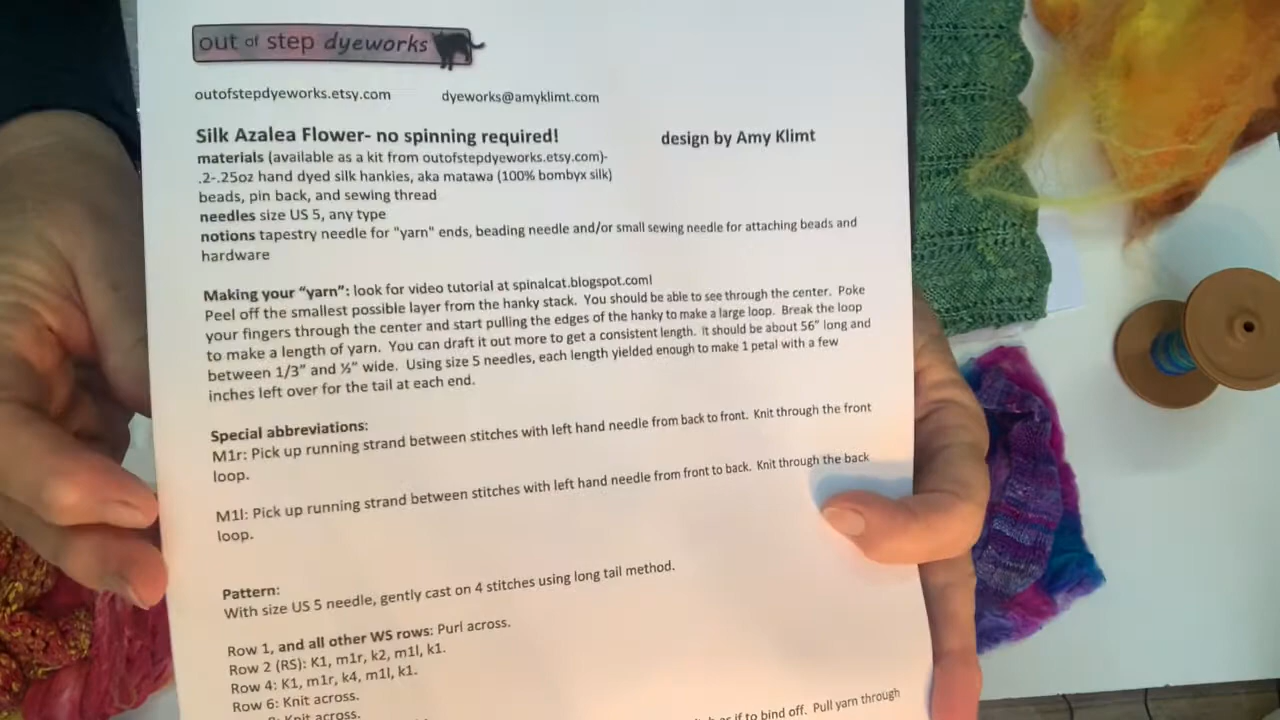 out of step dyeworks
outofstepdyeworks.etsy.com dyeworks@amyklimt.com
Silk Azalea Flower- no spinning required! design by Amy Klimt
materials (available as a kit from outofstepdyeworks.etsy.com)-
.2-.25oz hand dyed silk hankies, aka matawa (100% bombyx silk)
beads, pin back, and sewing thread
needles size US 5, any type
notions tapestry needle for "yarn" ends, beading needle and/or small sewing needle for attaching beads and
hardware
Making your "yarn": look for video tutorial at spinalcat.blogspot.com!
Peel off the smallest possible layer from the hanky stack. You should be able to see through the center. Poke
your fingers through the center and start pulling the edges of the hanky to make a large loop. Break the loop
to make a length of yarn. You can draft it out more to get a consistent length. It should be about 56" long and
between 1/3" and ½" wide. Using size 5 needles, each length yielded enough to make 1 petal with a few
inches left over for the tail at each end.
Special abbreviations:
M1r: Pick up running strand between stitches with left hand needle from back to front. Knit through the front
loop.
M1l: Pick up running strand between stitches with left hand needle from front to back. Knit through the back
loop.
Pattern:
With size US 5 needle, gently cast on 4 stitches using long tail method.
Row 1, and all other WS rows: Purl across.
Row 2 (RS): K1, m1r, k2, m1l, k1.
Row 4: K1, m1r, k4, m1l, k1.
Row 6: Knit across.
8: Knit across.
as if to bind off. Pull yarn through